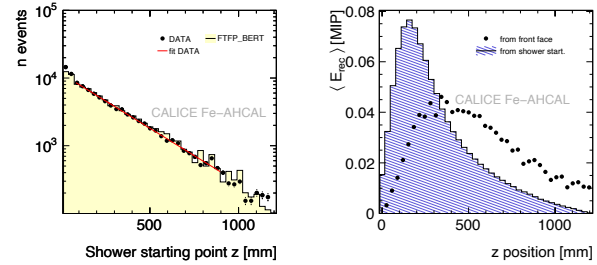 n events
10⁵
10⁴
10³
DATA
FTFP_BERT
fit DATA
CALICE Fe−AHCAL
500
1000
Shower starting point z [mm]
⟨ E_rec ⟩ [MIP]
0.08
0.06
0.04
0.02
0
from front face
from shower start.
CALICE Fe−AHCAL
0
500
1000
z position [mm]